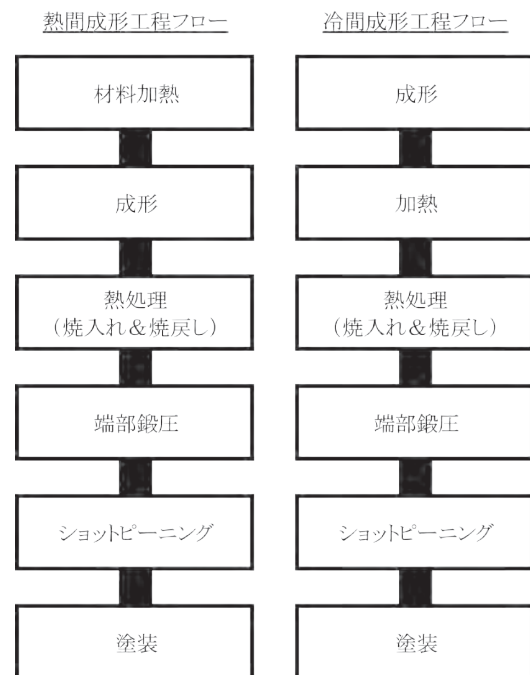 熱間成形工程フロー
材料加熱
成形
熱処理
(焼入れ&焼戻し)
端部鍛圧
ショットピーニング
塗装
冷間成形工程フロー
成形
加熱
熱処理
(焼入れ&焼戻し)
端部鍛圧
ショットピーニング
塗装